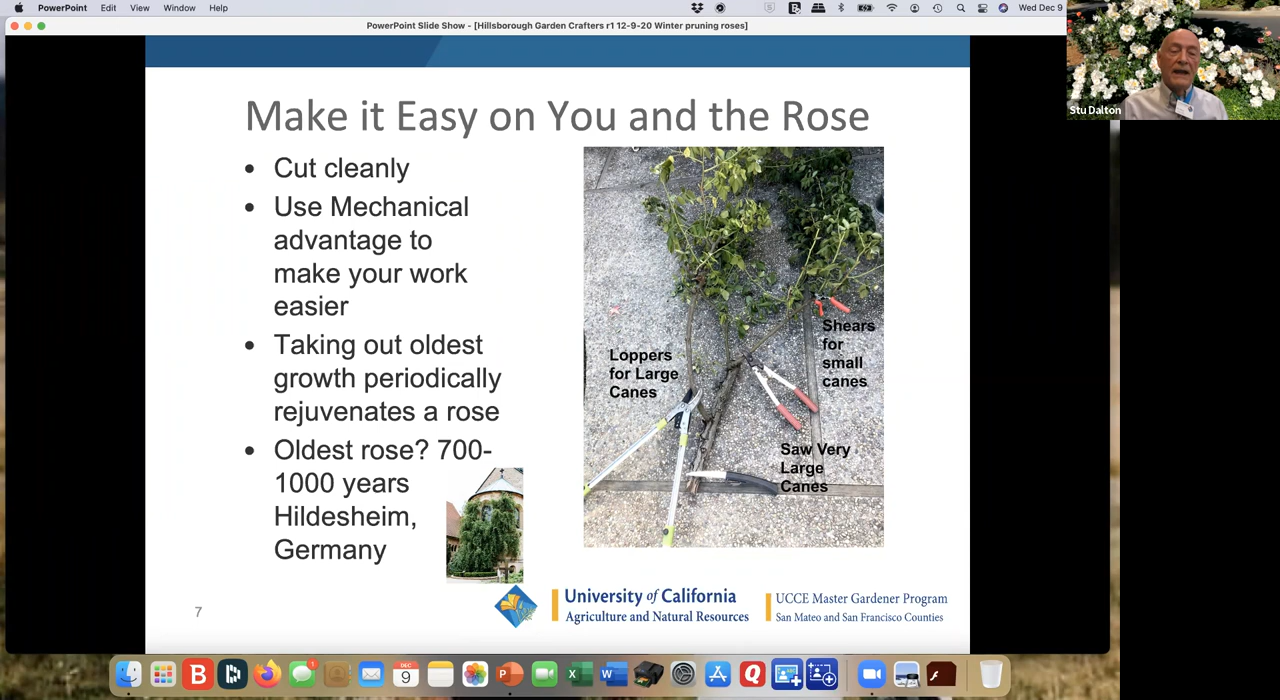 PowerPoint Edit View Window Help
Wed Dec 9
PowerPoint Slide Show - [Hillsborough Garden Crafters r1 12-9-20 Winter pruning roses]
Stu Dalton
Make it Easy on You and the Rose
• Cut cleanly
• Use Mechanical
advantage to
make your work
easier
• Taking out oldest
growth periodically
rejuvenates a rose
• Oldest rose? 700-
1000 years
Hildesheim,
Germany
Shears
for
small
canes
Loppers
for Large
Canes
Saw Very
Large
Canes
7
University of California
Agriculture and Natural Resources
UCCE Master Gardener Program
San Mateo and San Francisco Counties
DEC
9
1